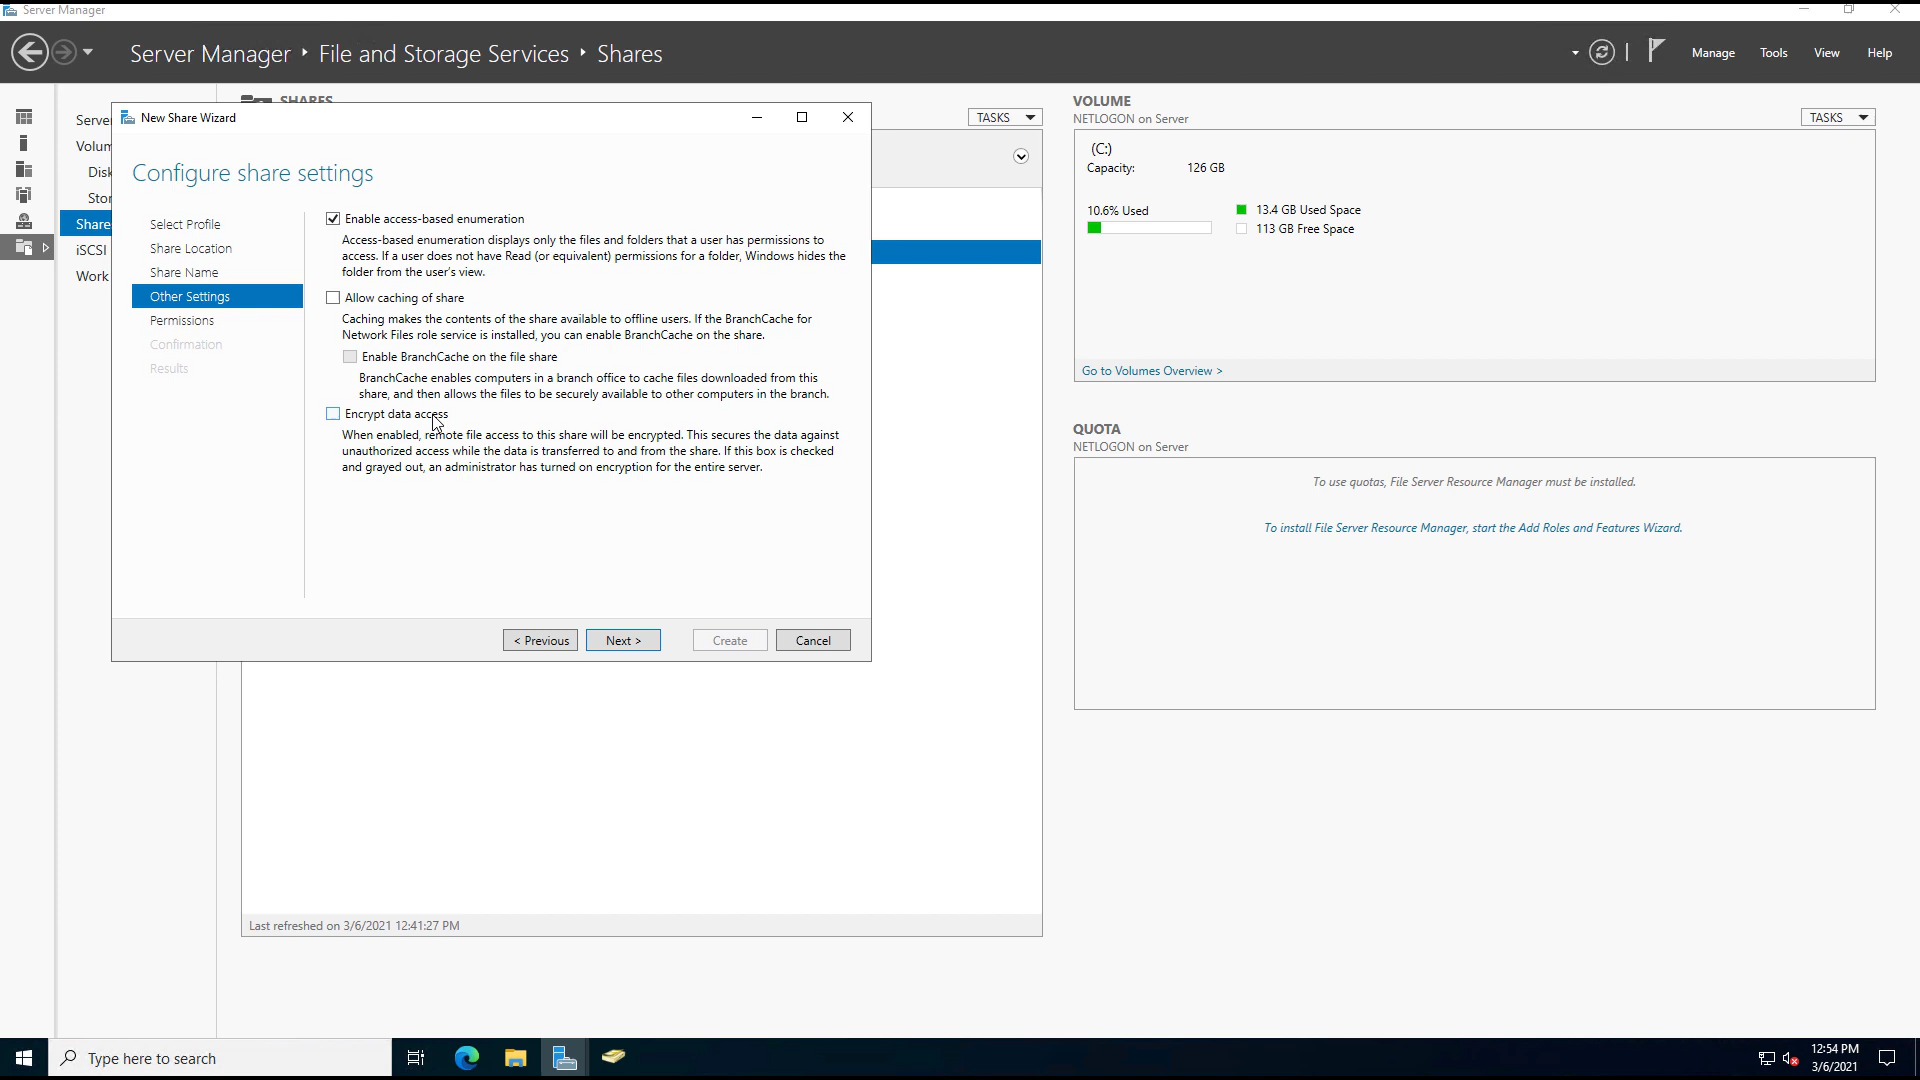 Server Manager
Server Manager ‣ File and Storage Services ‣ Shares
Manage
Tools
View
Help
SHARES
TASKS
VOLUME
NETLOGON on Server
TASKS
New Share Wizard
Configure share settings
Select Profile
Share Location
Share Name
Other Settings
Permissions
Confirmation
Results
Enable access-based enumeration
Access-based enumeration displays only the files and folders that a user has permissions to
access. If a user does not have Read (or equivalent) permissions for a folder, Windows hides the
folder from the user's view.
Allow caching of share
Caching makes the contents of the share available to offline users. If the BranchCache for
Network Files role service is installed, you can enable BranchCache on the share.
Enable BranchCache on the file share
BranchCache enables computers in a branch office to cache files downloaded from this
share, and then allows the files to be securely available to other computers in the branch.
Encrypt data access
When enabled, remote file access to this share will be encrypted. This secures the data against
unauthorized access while the data is transferred to and from the share. If this box is checked
and grayed out, an administrator has turned on encryption for the entire server.
< Previous
Next >
Create
Cancel
Server
Volum
Disk
Stor
Share
iSCSI
Work
(C:)
Capacity: 126 GB
10.6% Used
13.4 GB Used Space
113 GB Free Space
Go to Volumes Overview >
QUOTA
NETLOGON on Server
To use quotas, File Server Resource Manager must be installed.
To install File Server Resource Manager, start the Add Roles and Features Wizard.
Last refreshed on 3/6/2021 12:41:27 PM
Type here to search
12:54 PM
3/6/2021